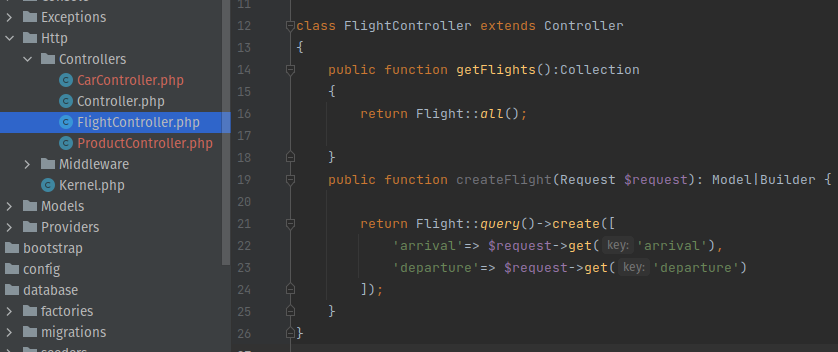 Console
Exceptions
Http
Controllers
CarController.php
Controller.php
FlightController.php
ProductController.php
Middleware
Kernel.php
Models
Providers
bootstrap
config
database
factories
migrations
seeders
11
12 class FlightController extends Controller
13 {
14 public function getFlights():Collection
15 {
16 return Flight::all();
17
18 }
19 public function createFlight(Request $request): Model|Builder {
20
21 return Flight::query()->create([
22 'arrival'=> $request->get( key: 'arrival'),
23 'departure'=> $request->get( key: 'departure')
24 ]);
25 }
26 }